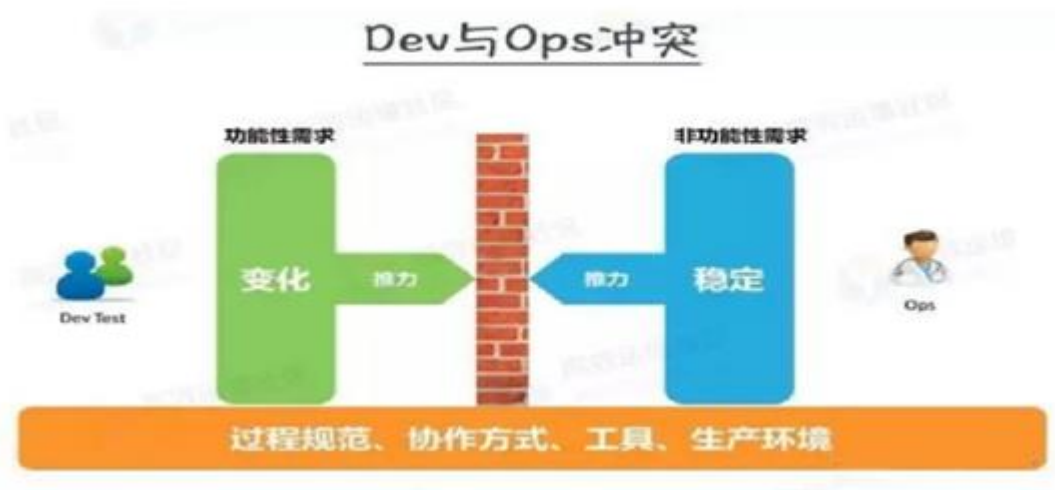 Dev与Ops冲突
功能性需求
非功能性需求
变化
推力
推力
稳定
Dev Test
Ops
过程规范、协作方式、工具、生产环境